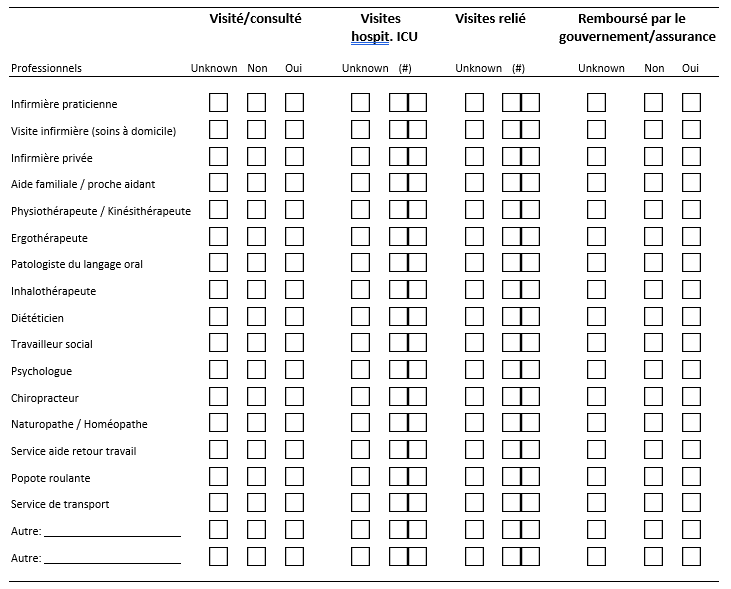 Visité/consulté Visites Visites relié Remboursé par le
hospit. ICU gouvernement/assurance
Professionnels Unknown Non Oui Unknown (#) Unknown (#) Unknown Non Oui
Infirmière praticienne
Visite infirmière (soins à domicile)
Infirmière privée
Aide familiale / proche aidant
Physiothérapeute / Kinésithérapeute
Ergothérapeute
Patologiste du langage oral
Inhalothérapeute
Diététicien
Travailleur social
Psychologue
Chiropracteur
Naturopathe / Homéopathe
Service aide retour travail
Popote roulante
Service de transport
Autre: ____________________
Autre: ____________________